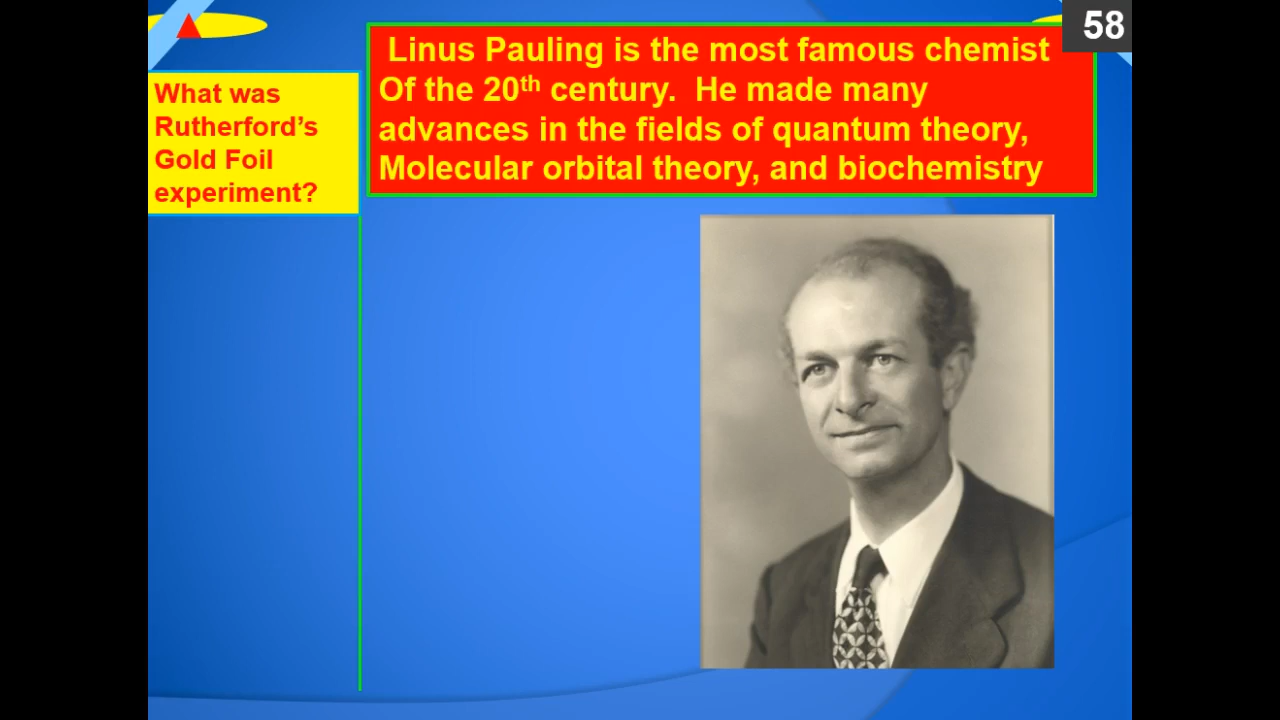 58
Linus Pauling is the most famous chemist
Of the 20th century. He made many
advances in the fields of quantum theory,
Molecular orbital theory, and biochemistry
What was
Rutherford’s
Gold Foil
experiment?